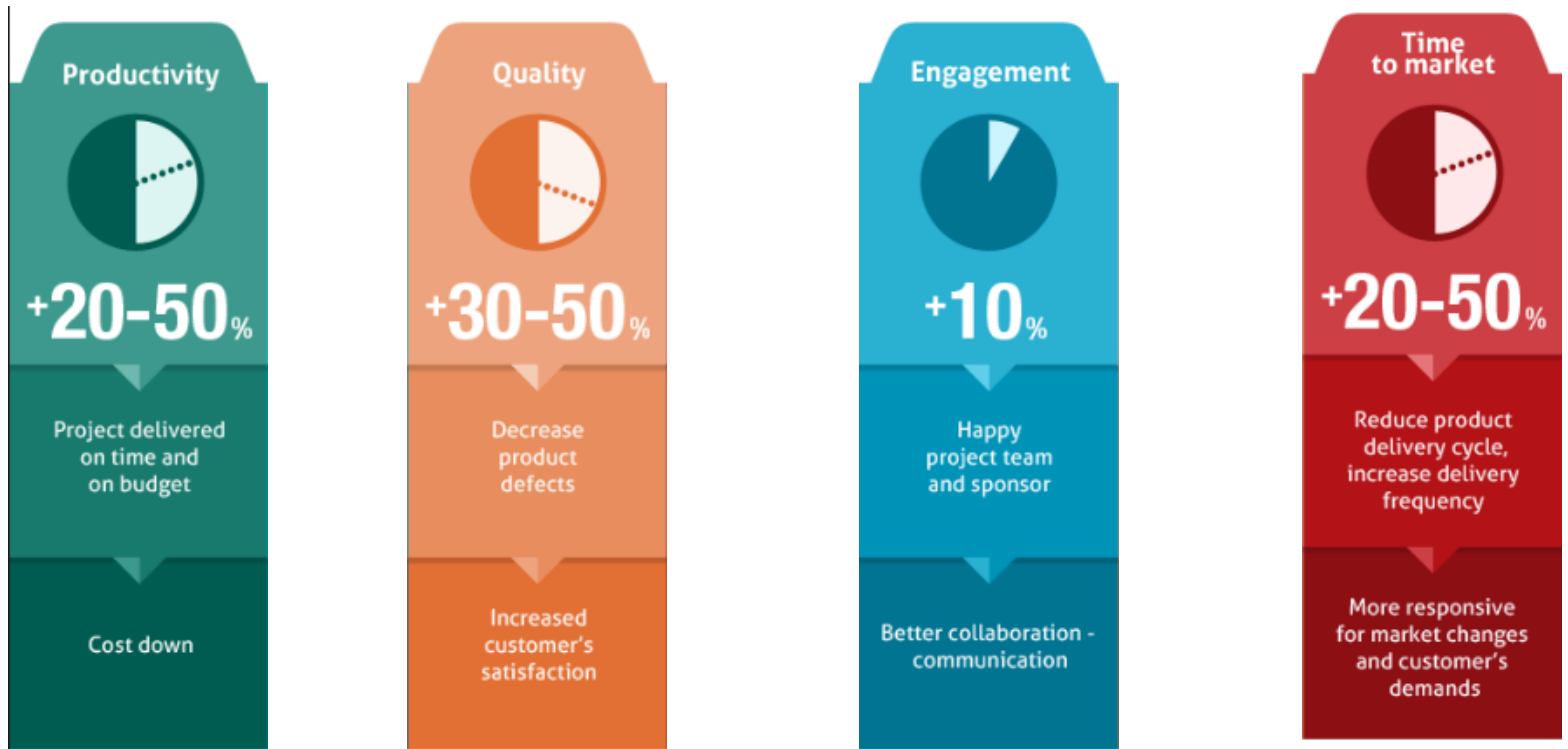 Productivity
+20-50%
Project delivered
on time and
on budget
Cost down
Quality
+30-50%
Decrease
product
defects
Increased
customer's
satisfaction
Engagement
+10%
Happy
project team
and sponsor
Better collaboration -
communication
Time
to market
+20-50%
Reduce product
delivery cycle,
increase delivery
frequency
More responsive
for market changes
and customer's
demands